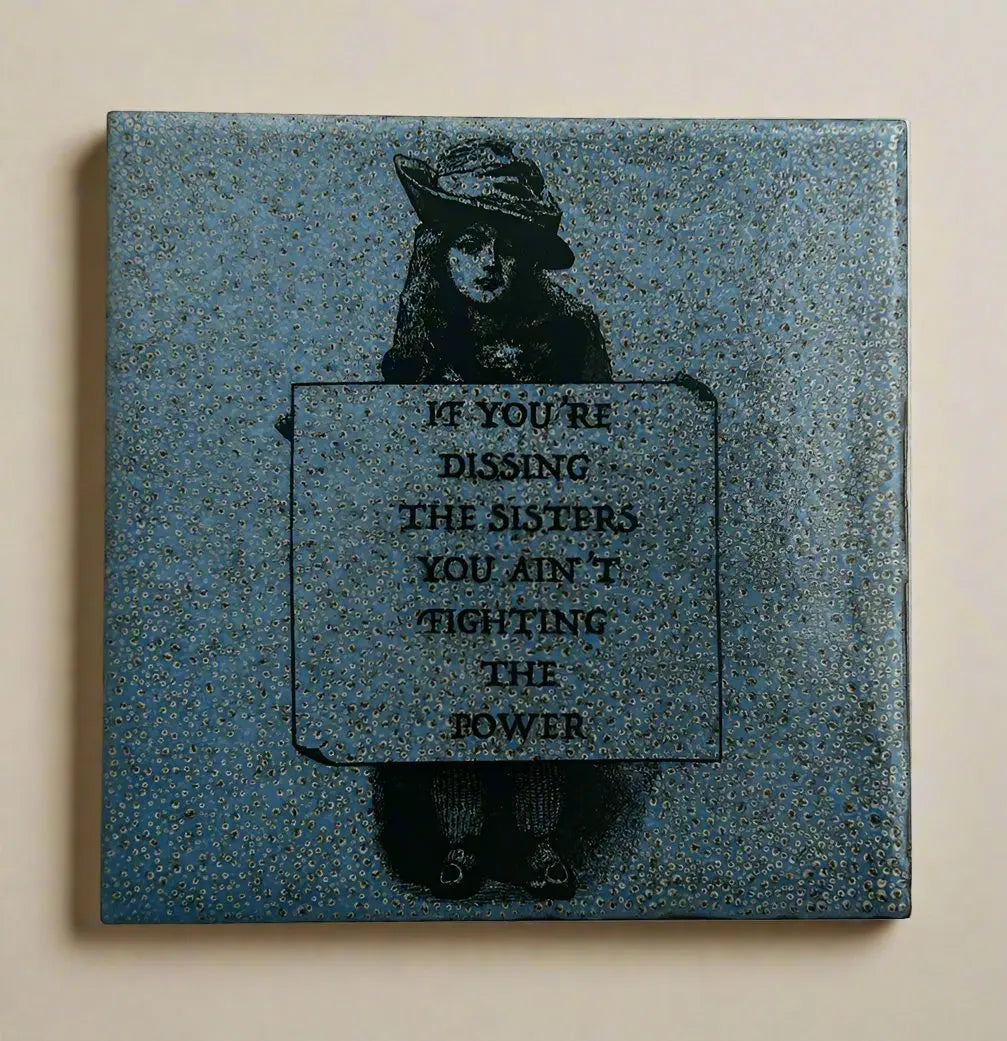 IF YOU'RE
DISSING
THE SISTERS
YOU AIN'T
FIGHTING
THE
POWER